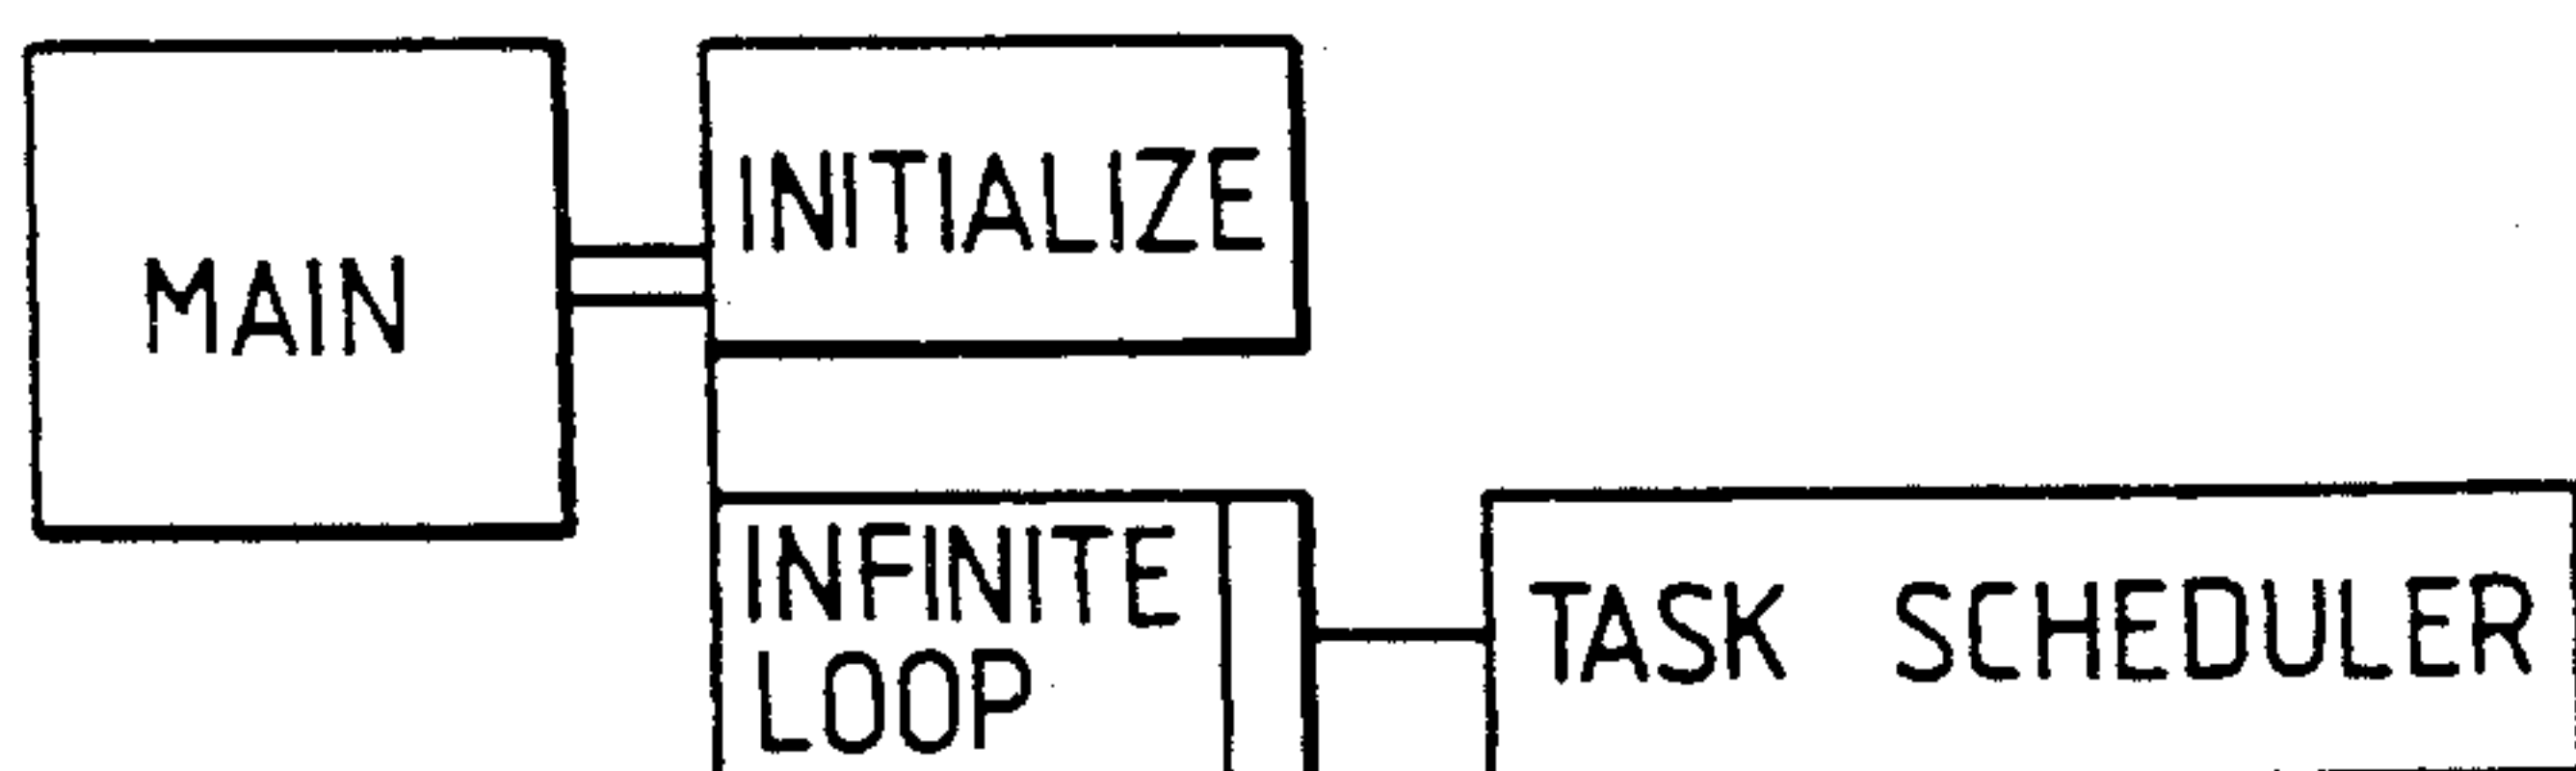 MAIN
INITIALIZE
INFINITE
LOOP
TASK SCHEDULER